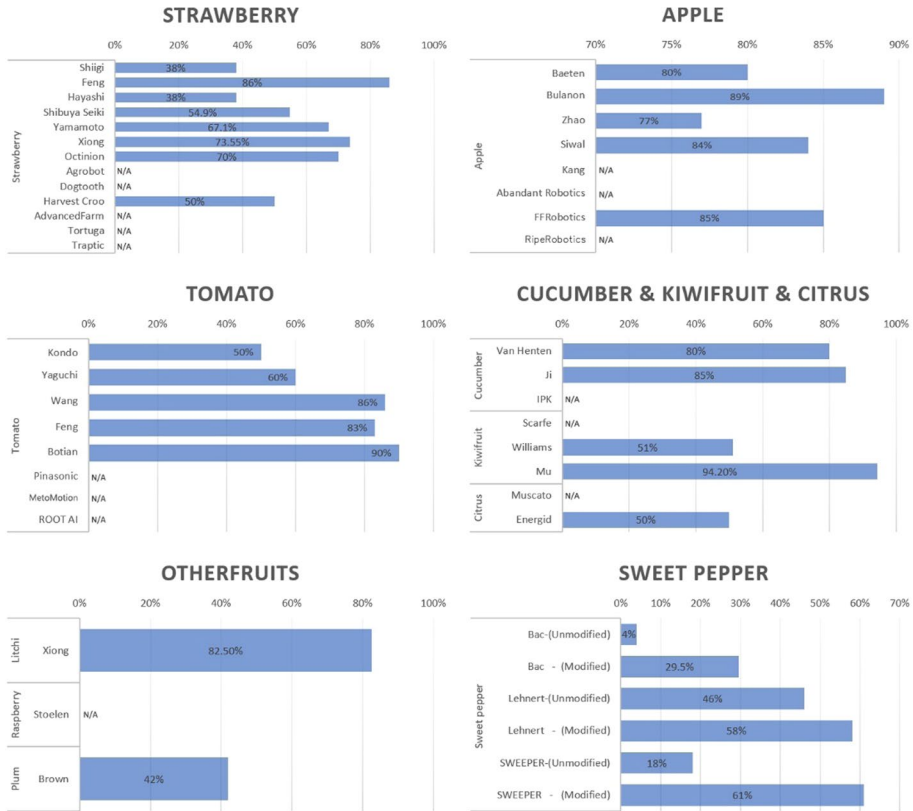 STRAWBERRY
0% 20% 40% 60% 80% 100%
Strawberry
Shiigi 38%
Feng 86%
Hayashi 38%
Shibuya Seiki 54.9%
Yamamoto 67.1%
Xiong 73.55%
Octinion 70%
Agrobot N/A
Dogtooth N/A
Harvest Croo 50%
AdvancedFarm N/A
Tortuga N/A
Traptic N/A
APPLE
70% 75% 80% 85% 90%
Apple
Baeten 80%
Bulanon 89%
Zhao 77%
Siwal 84%
Kang N/A
Abandant Robotics N/A
FFRobotics 85%
RipeRobotics N/A
TOMATO
0% 20% 40% 60% 80% 100%
Tomato
Kondo 50%
Yaguchi 60%
Wang 86%
Feng 83%
Botian 90%
Pinasonic N/A
MetoMotion N/A
ROOT AI N/A
CUCUMBER & KIWIFRUIT & CITRUS
0% 20% 40% 60% 80% 100%
Cucumber
Van Henten 80%
Ji 85%
IPK N/A
Kiwifruit
Scarfe N/A
Williams 51%
Mu 94.20%
Citrus
Muscato N/A
Energid 50%
OTHERFRUITS
0% 20% 40% 60% 80% 100%
Litchi
Xiong 82.50%
Raspberry
Stoelen N/A
Plum
Brown 42%
SWEET PEPPER
0% 10% 20% 30% 40% 50% 60% 70%
Sweet pepper
Bac-(Unmodified) 4%
Bac - (Modified) 29.5%
Lehnert-(Unmodified) 46%
Lehnert - (Modified) 58%
SWEEPER-(Unmodified) 18%
SWEEPER - (Modified) 61%